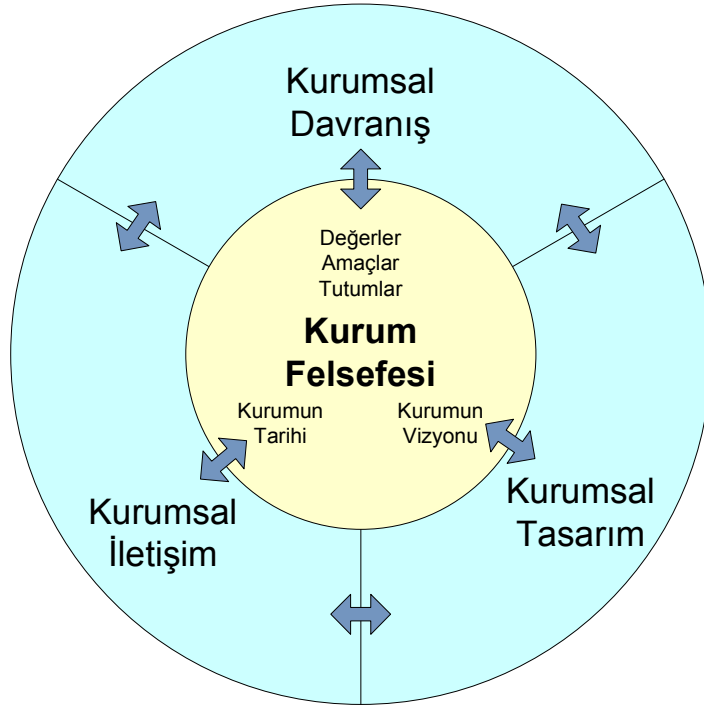 Kurumsal
Davranış
Değerler
Amaçlar
Tutumlar
Kurum
Felsefesi
Kurumun
Tarihi
Kurumun
Vizyonu
Kurumsal
İletişim
Kurumsal
Tasarım